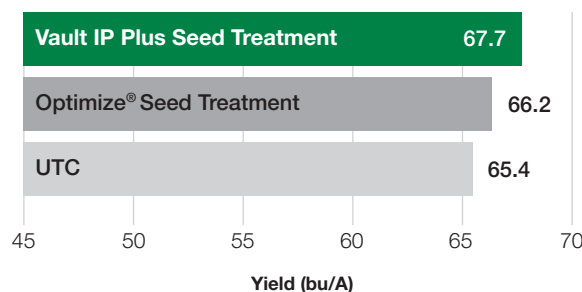 Vault IP Plus Seed Treatment 67.7
Optimize® Seed Treatment 66.2
UTC 65.4
45 50 55 60 65 70
Yield (bu/A)